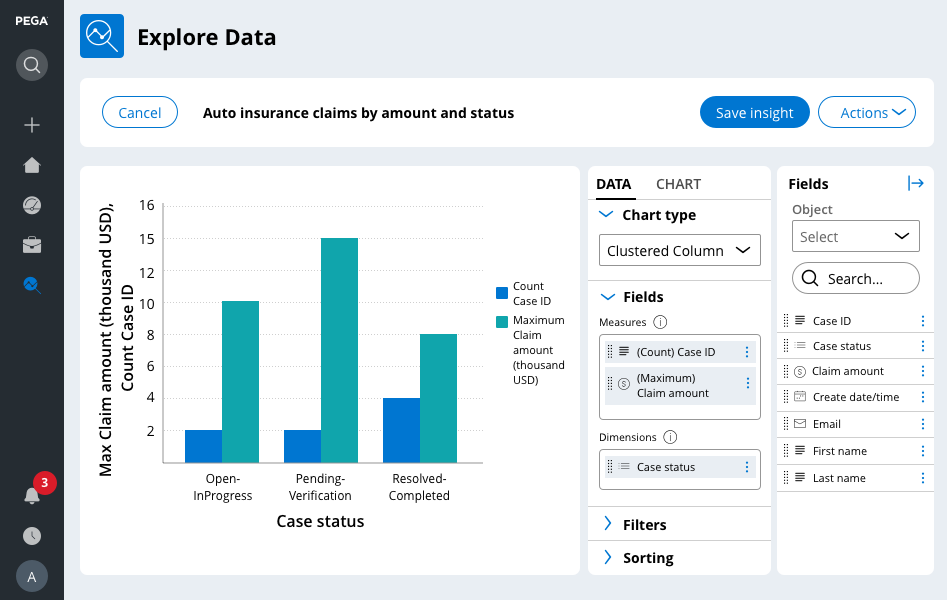 PEGA
Explore Data
Cancel
Auto insurance claims by amount and status
Save insight
Actions
Max Claim amount (thousand USD),
Count Case ID
16
15
12
10
8
6
4
2
Open-
InProgress
Pending-
Verification
Resolved-
Completed
Case status
Count
Case ID
Maximum
Claim
amount
(thousand
USD)
DATA
CHART
Chart type
Clustered Column
Fields
Measures
(Count) Case ID
(Maximum)
Claim amount
Dimensions
Case status
Filters
Sorting
Fields
Object
Select
Search...
Case ID
Case status
Claim amount
Create date/time
Email
First name
Last name
3
A